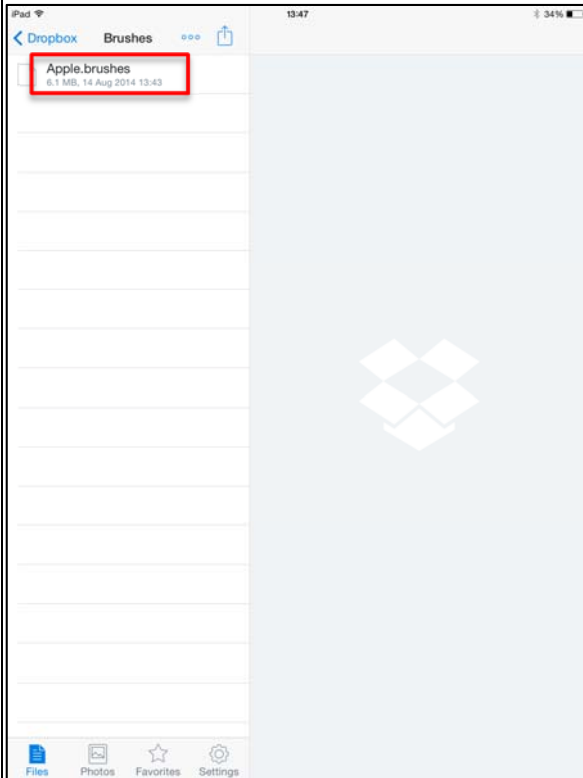 iPad 13:47 34%
Dropbox Brushes
Apple.brushes
6.1 MB, 14 Aug 2014 13:43
Files Photos Favorites Settings